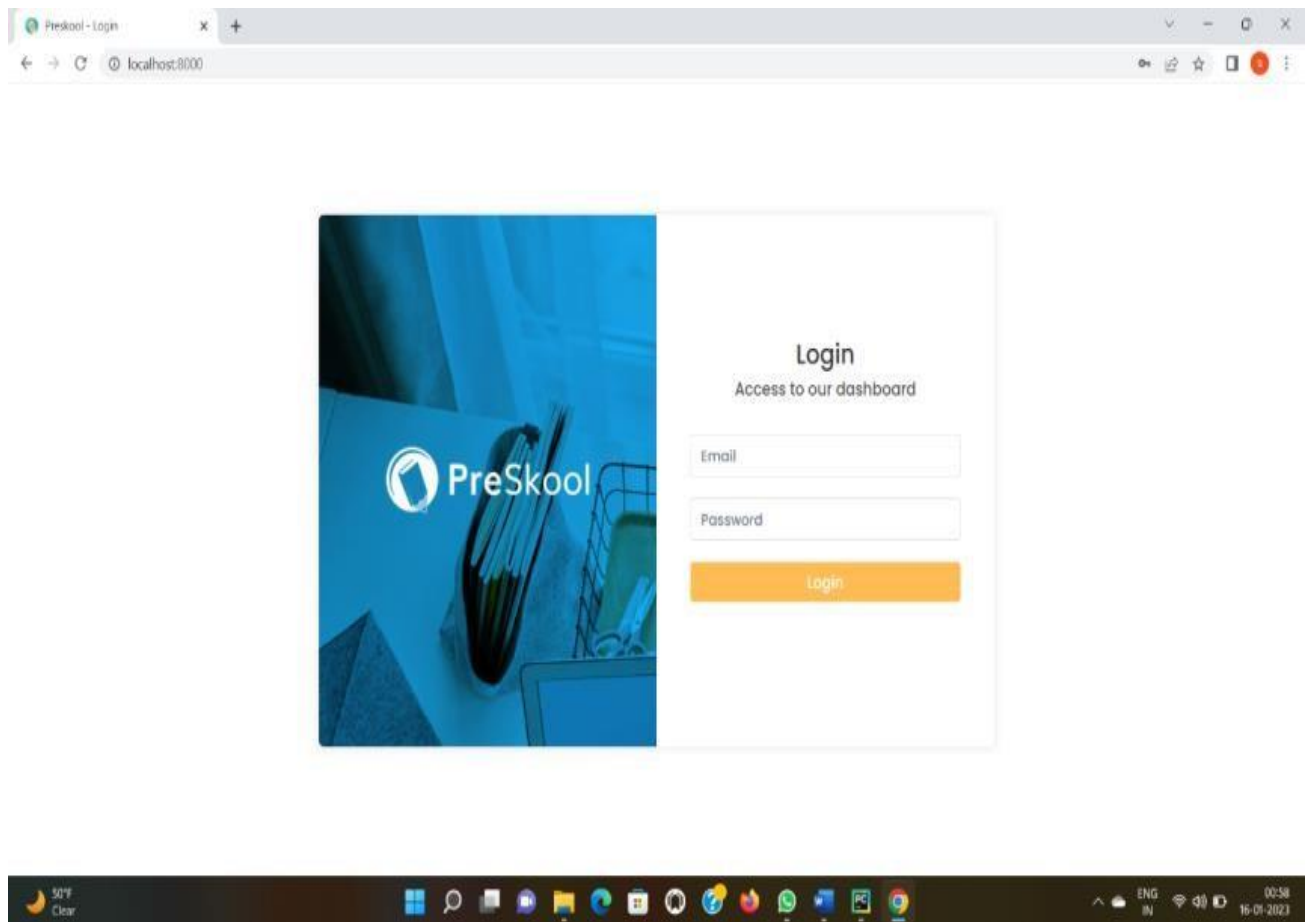 Preskool - Login
localhost:8000
PreSkool
Login
Access to our dashboard
Email
Password
Login
50°F
Clear
PC
ENG
IN
00:58
16-01-2023